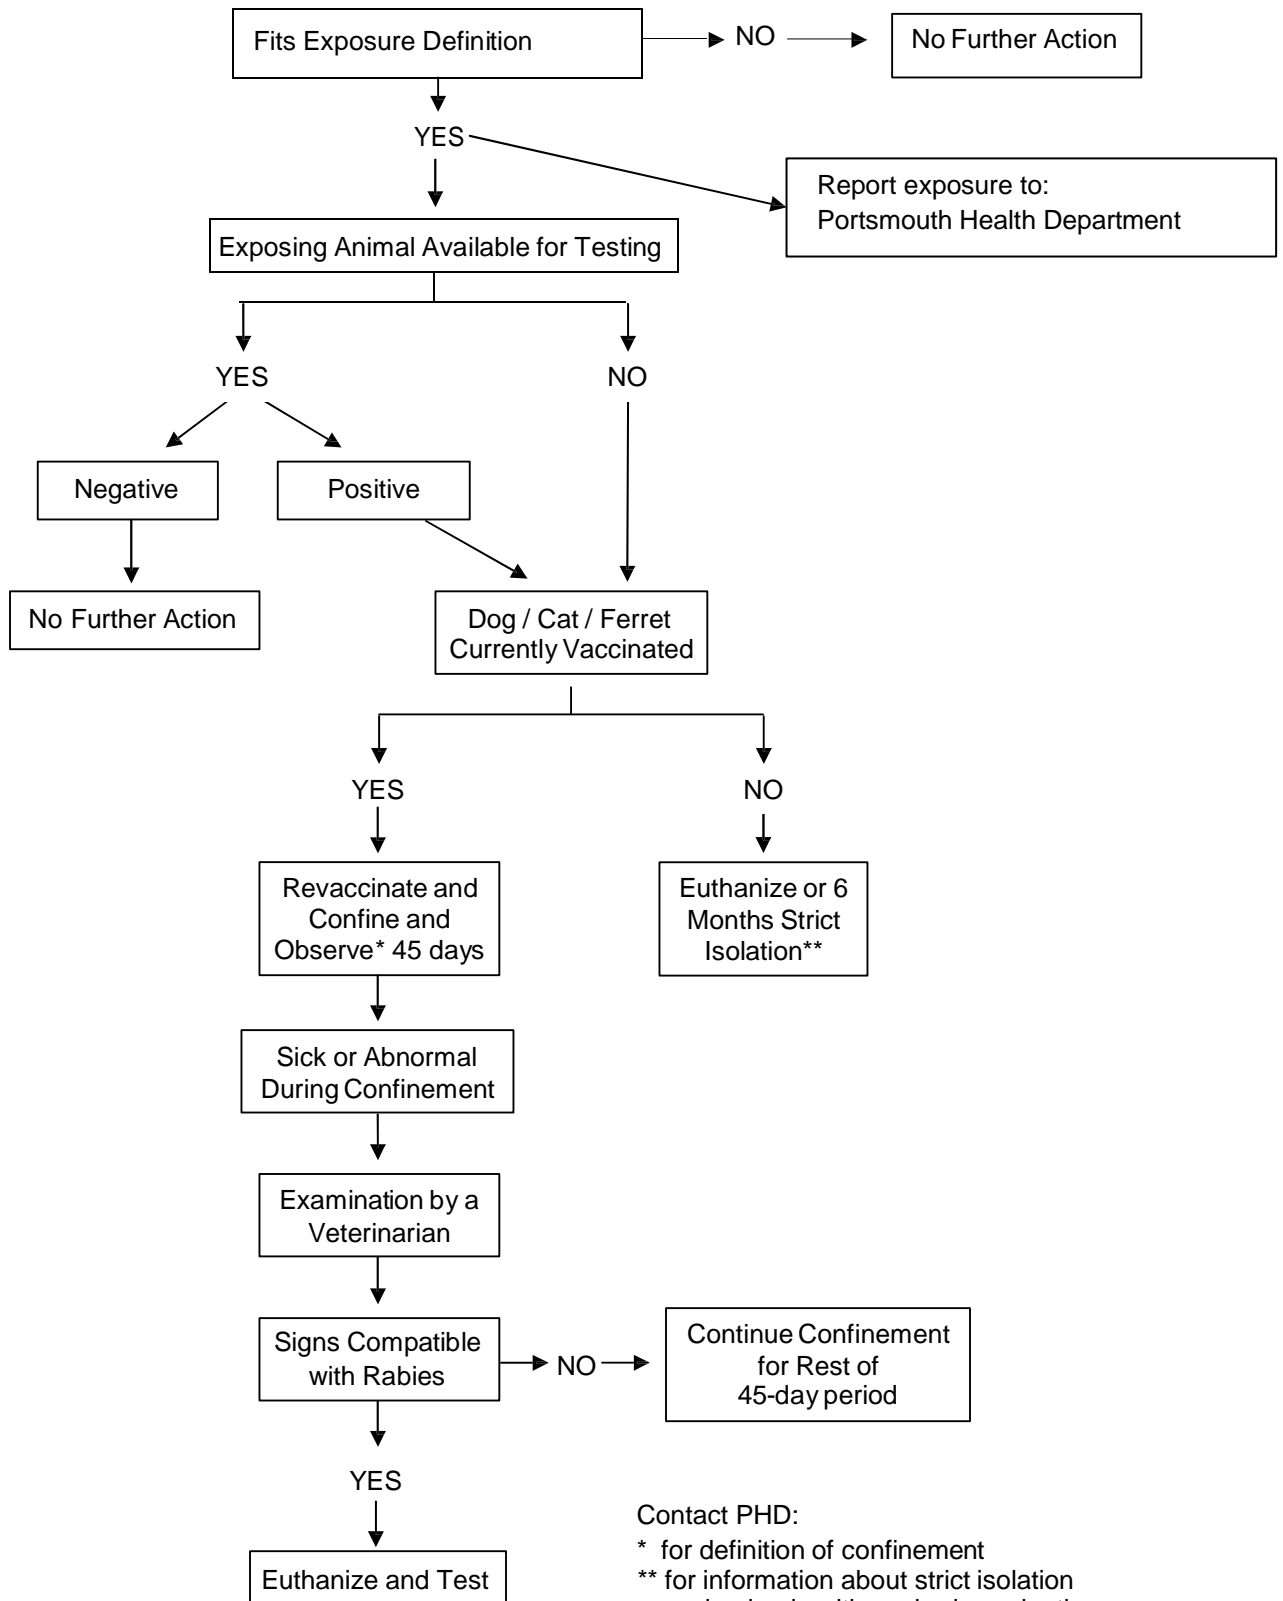 Fits Exposure Definition
NO
No Further Action
YES
Report exposure to:
Portsmouth Health Department
Exposing Animal Available for Testing
YES
NO
Negative
Positive
No Further Action
Dog / Cat / Ferret
Currently Vaccinated
YES
NO
Revaccinate and
Confine and
Observe* 45 days
Euthanize or 6
Months Strict
Isolation**
Sick or Abnormal
During Confinement
Examination by a
Veterinarian
Signs Compatible
with Rabies
NO
Continue Confinement
for Rest of
45-day period
YES
Euthanize and Test
Contact PHD:
* for definition of confinement
** for information about strict isolation